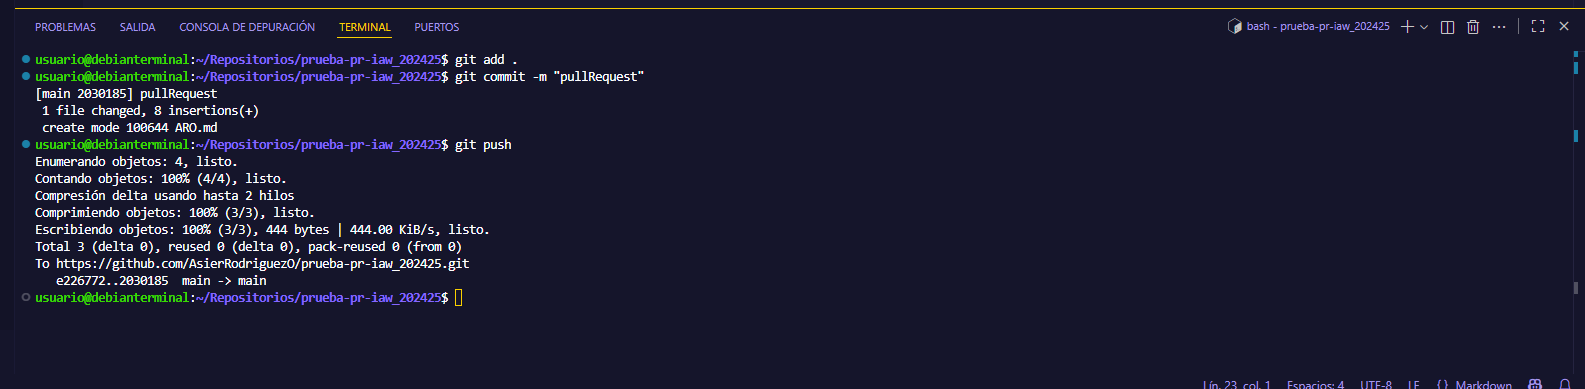 PROBLEMAS SALIDA CONSOLA DE DEPURACIÓN TERMINAL PUERTOS bash - prueba-pr-iaw_202425
usuario@debianterminal:~/Repositorios/prueba-pr-iaw_202425$ git add .
usuario@debianterminal:~/Repositorios/prueba-pr-iaw_202425$ git commit -m "pullRequest"
[main 2030185] pullRequest
 1 file changed, 8 insertions(+)
 create mode 100644 ARO.md
usuario@debianterminal:~/Repositorios/prueba-pr-iaw_202425$ git push
Enumerando objetos: 4, listo.
Contando objetos: 100% (4/4), listo.
Compresión delta usando hasta 2 hilos
Comprimiendo objetos: 100% (3/3), listo.
Escribiendo objetos: 100% (3/3), 444 bytes | 444.00 KiB/s, listo.
Total 3 (delta 0), reused 0 (delta 0), pack-reused 0 (from 0)
To https://github.com/AsierRodriguezO/prueba-pr-iaw_202425.git
   e226772..2030185  main -> main
usuario@debianterminal:~/Repositorios/prueba-pr-iaw_202425$
Lín. 23, col. 1 Espacios: 4 UTF-8 LF {} Markdown